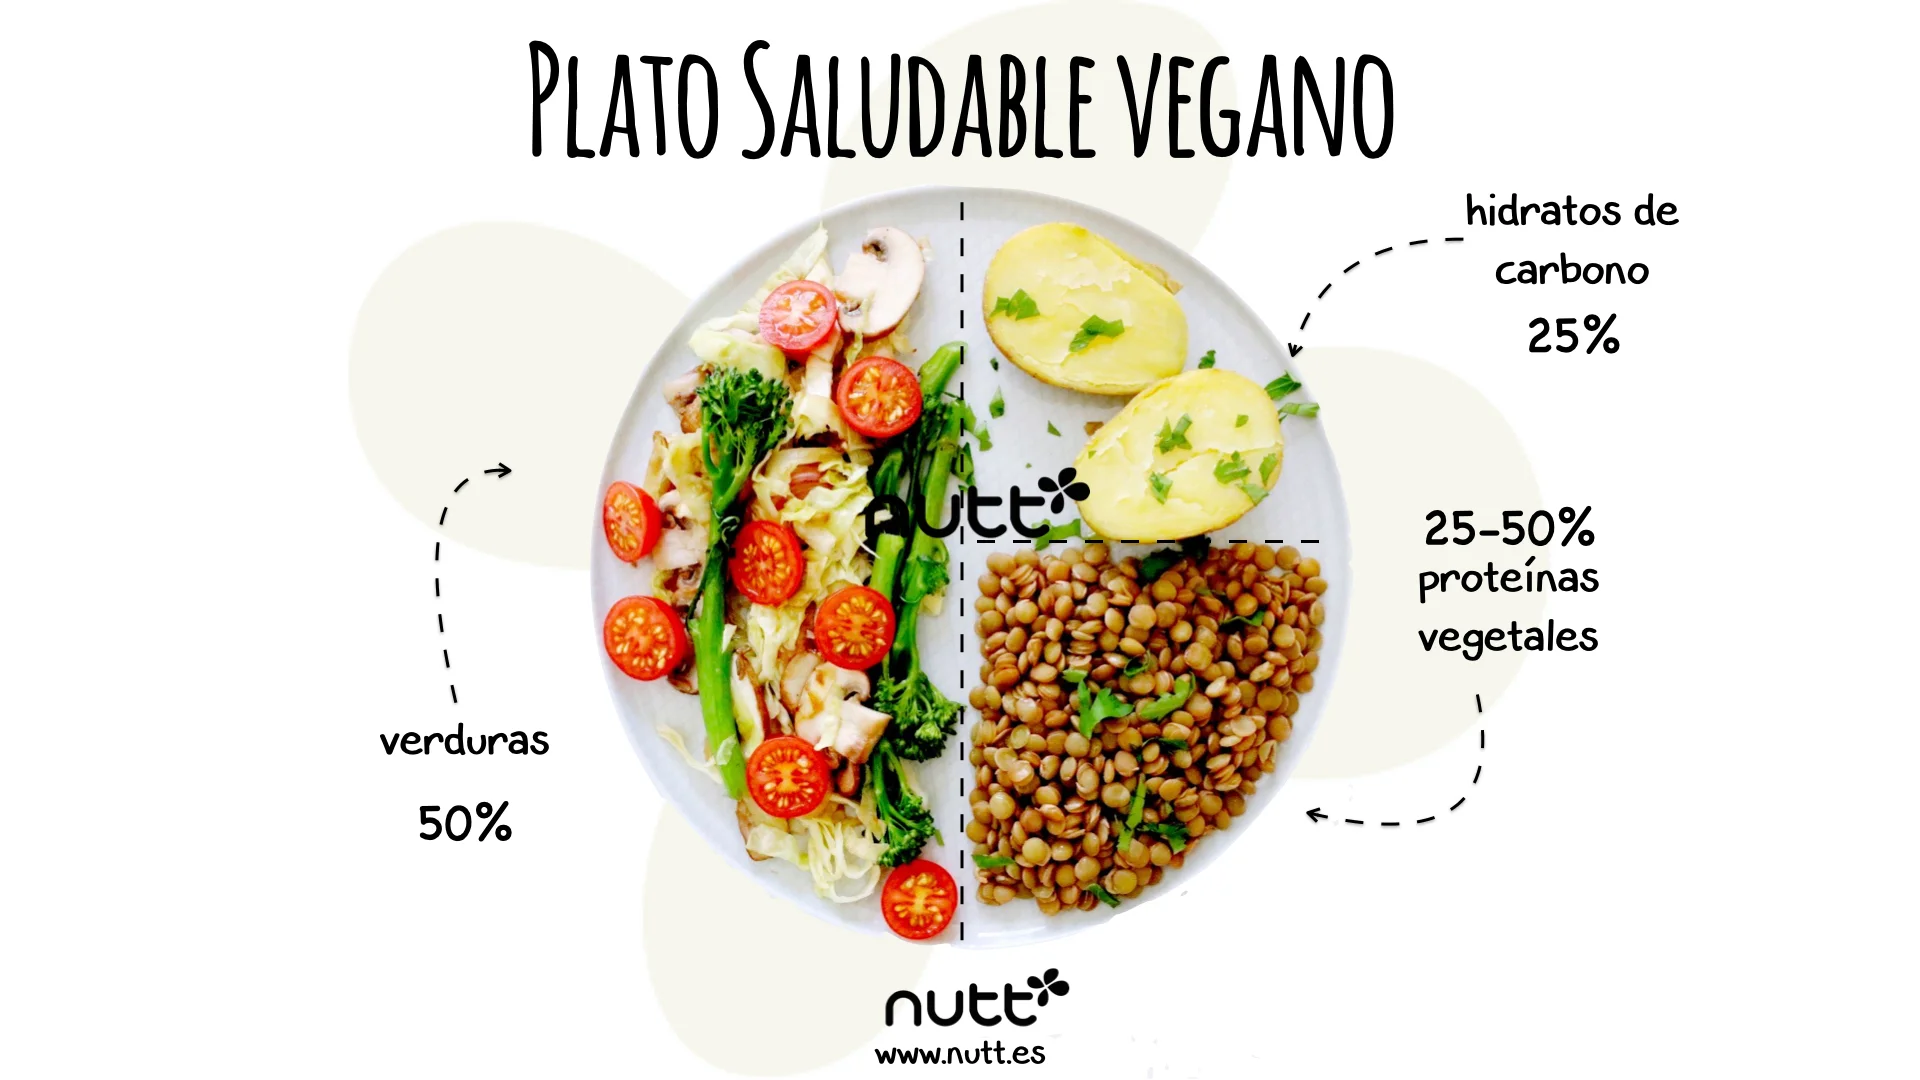 Plato Saludable vegano
hidratos de
carbono
25%
25-50%
proteínas
vegetales
verduras
50%
nutt
nutt
www.nutt.es